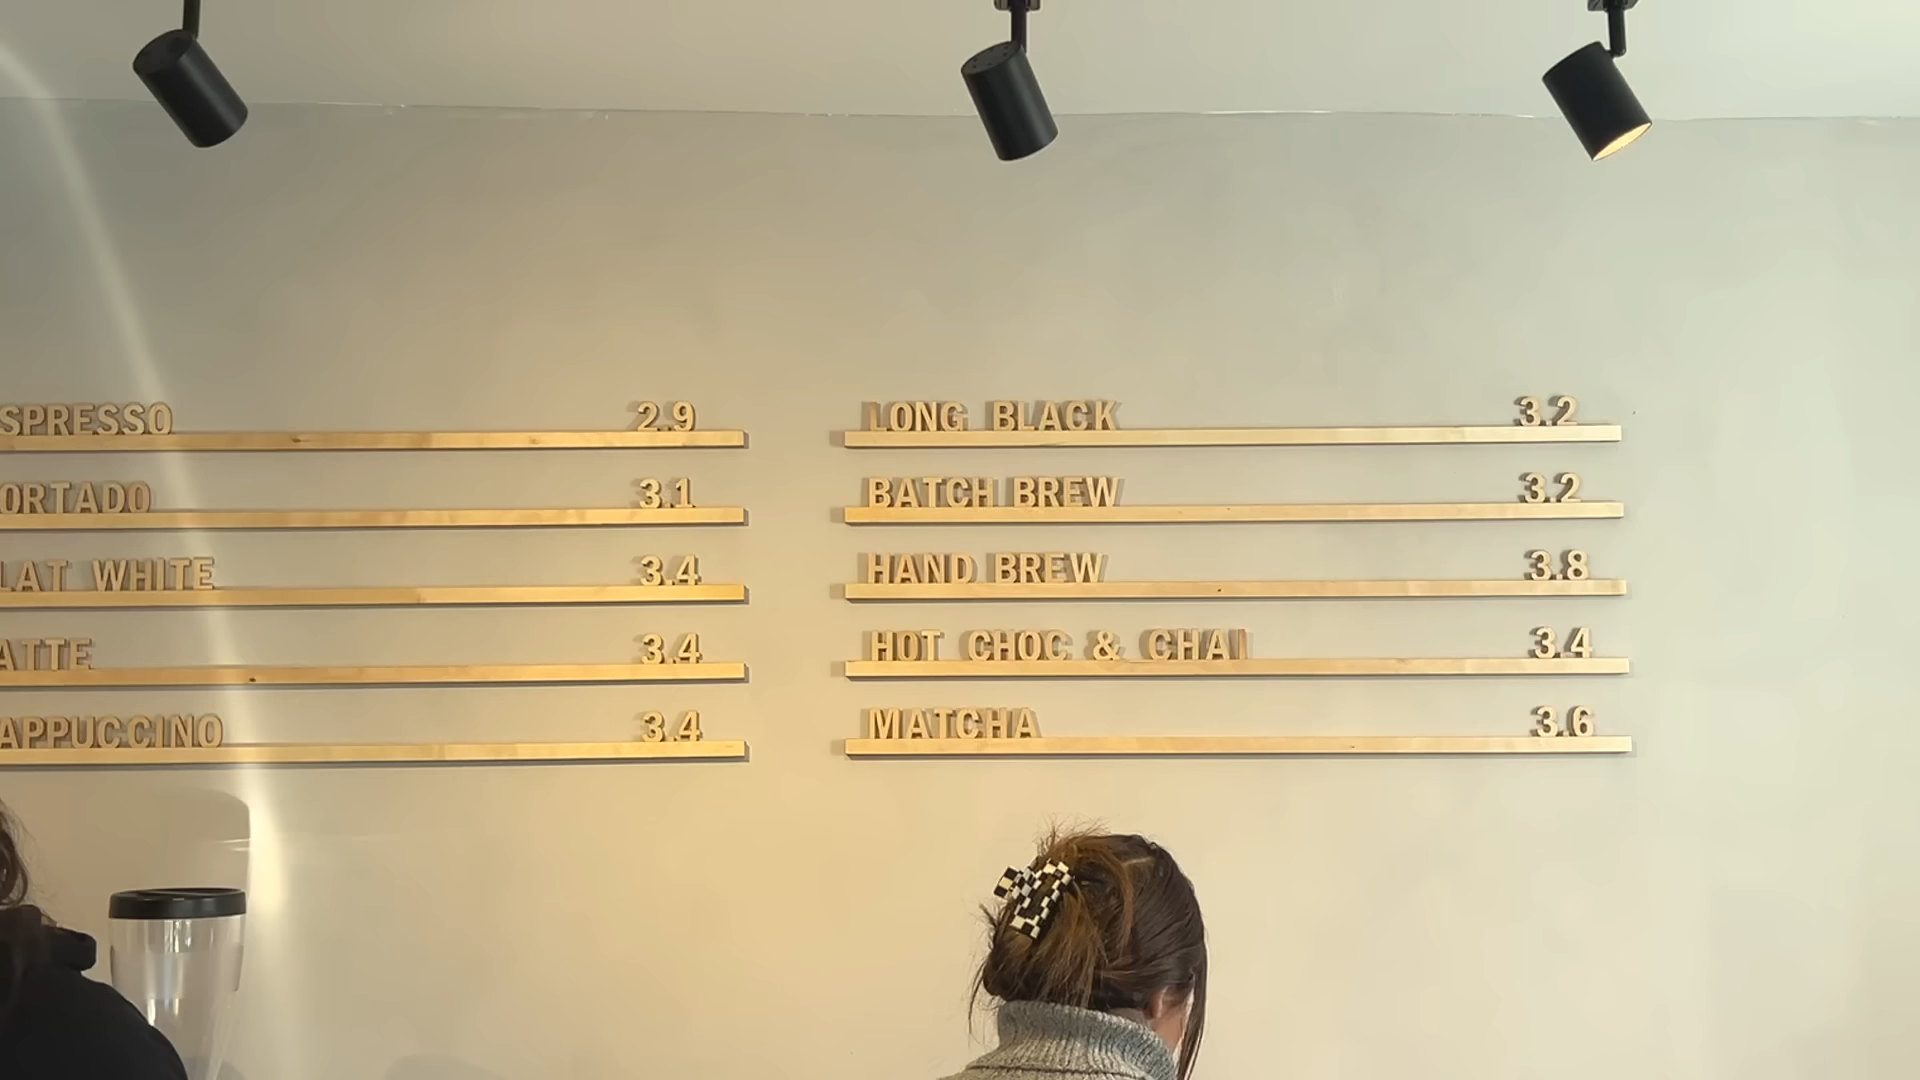 SPRESSO 2.9
ORTADO 3.1
LAT WHITE 3.4
ATTE 3.4
APPUCCINO 3.4
LONG BLACK 3.2
BATCH BREW 3.2
HAND BREW 3.8
HOT CHOC & CHAI 3.4
MATCHA 3.6